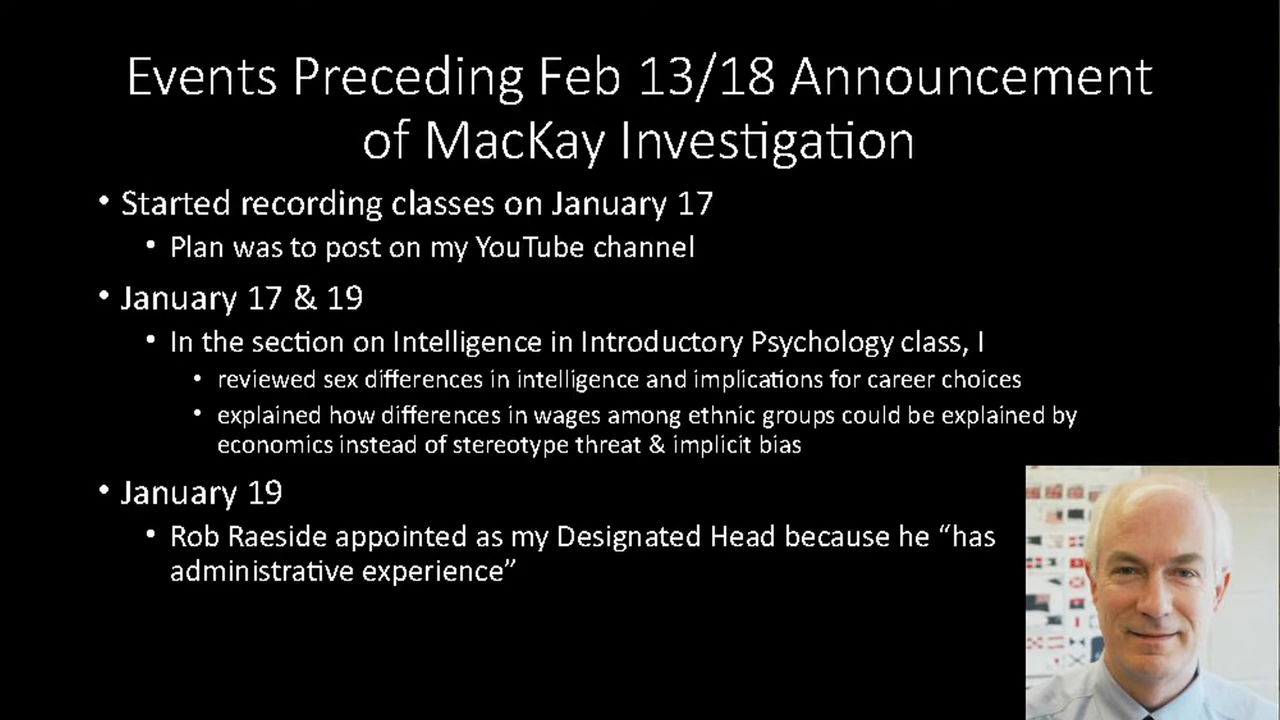 Events Preceding Feb 13/18 Announcement
of MacKay Investigation
• Started recording classes on January 17
• Plan was to post on my YouTube channel
• January 17 & 19
• In the section on Intelligence in Introductory Psychology class, I
• reviewed sex differences in intelligence and implications for career choices
• explained how differences in wages among ethnic groups could be explained by
economics instead of stereotype threat & implicit bias
• January 19
• Rob Raeside appointed as my Designated Head because he “has
administrative experience”